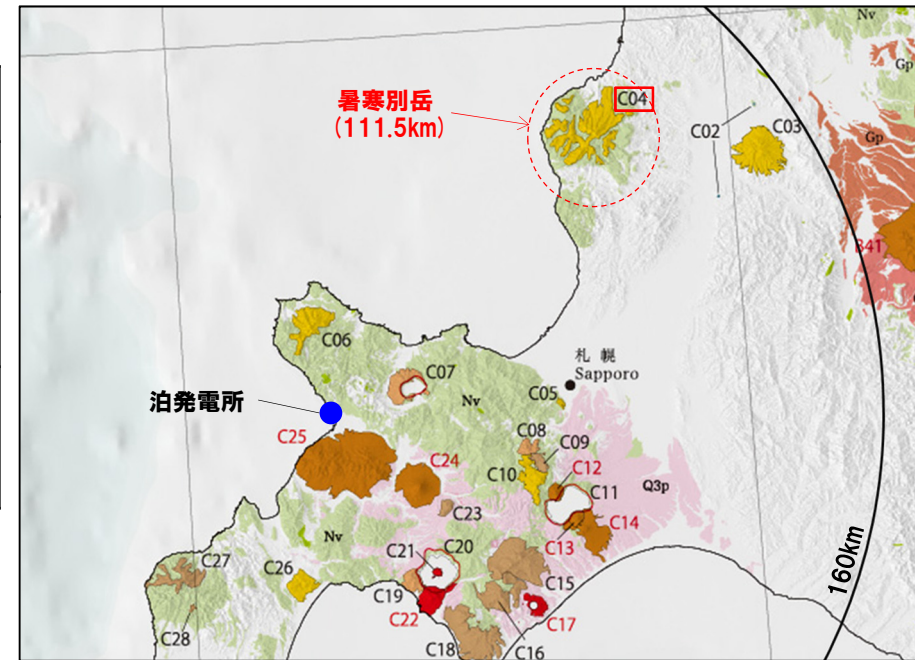 Nv
Gp
暑寒別岳
(111.5km)
C04
C02
C03
Gp
B41
C06
C07
札幌
Sapporo
泊発電所
Nv
C05
C25
C08
C09
C24
C10
C12
C11
Q3p
C23
C13
C14
Nv
C21
C20
C27
C26
C15
C19
C22
C17
C28
C18
C16
160km